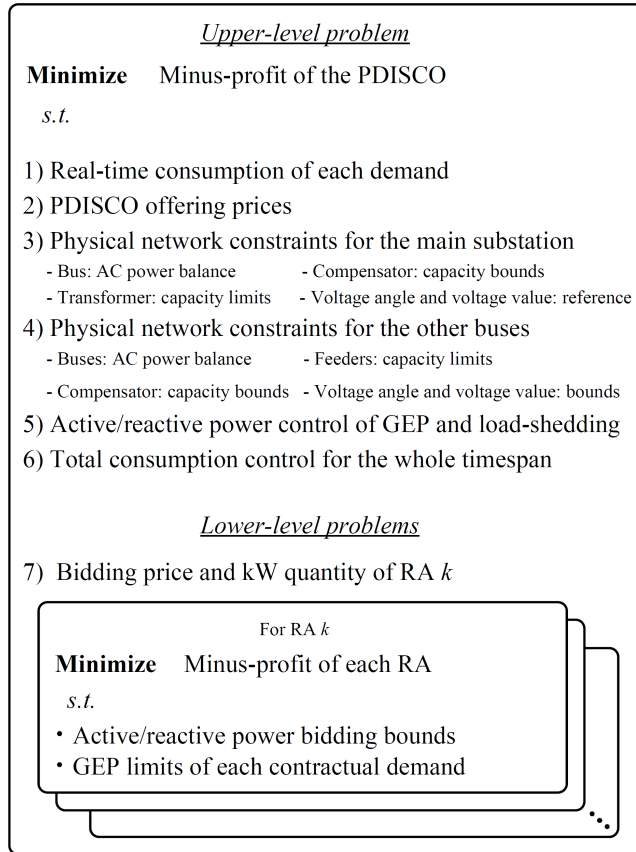 Upper-level problem
Minimize Minus-profit of the PDISCO
s.t.
1) Real-time consumption of each demand
2) PDISCO offering prices
3) Physical network constraints for the main substation
- Bus: AC power balance - Compensator: capacity bounds
- Transformer: capacity limits - Voltage angle and voltage value: reference
4) Physical network constraints for the other buses
- Buses: AC power balance - Feeders: capacity limits
- Compensator: capacity bounds - Voltage angle and voltage value: bounds
5) Active/reactive power control of GEP and load-shedding
6) Total consumption control for the whole timespan
Lower-level problems
7) Bidding price and kW quantity of RA k
For RA k
Minimize Minus-profit of each RA
s.t.
・Active/reactive power bidding bounds
・GEP limits of each contractual demand